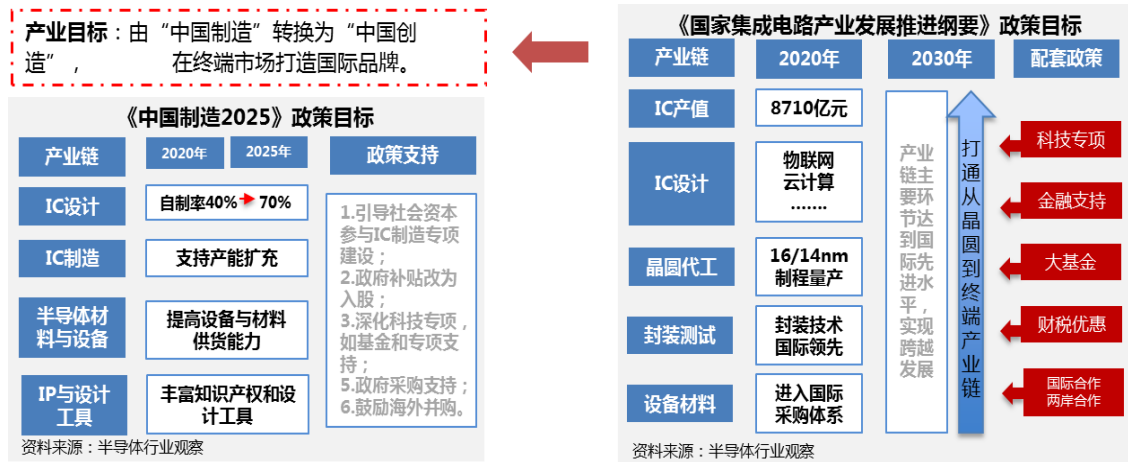 产业目标：由“中国制造”转换为“中国创
造”， 在终端市场打造国际品牌。
《中国制造2025》政策目标
产业链
2020年
2025年
政策支持
IC设计
自制率40% 70%
IC制造
支持产能扩充
半导体材
料与设备
提高设备与材料
供货能力
IP与设计
工具
丰富知识产权和设
计工具
1.引导社会资本
参与IC制造专项
建设；
2.政府补贴改为
入股；
3.深化科技专项，
如基金和专项支
持；
5.政府采购支持；
6.鼓励海外并购。
资料来源：半导体行业观察
《国家集成电路产业发展推进纲要》政策目标
产业链
2020年
2030年
配套政策
IC产值
8710亿元
IC设计
物联网
云计算
.......
晶圆代工
16/14nm
制程量产
封装测试
封装技术
国际领先
设备材料
进入国际
采购体系
产业
链主
要环
节达
到国
际先
进水
平，
实现
跨越
发展
打通从晶圆到终端产业链
科技专项
金融支持
大基金
财税优惠
国际合作
两岸合作
资料来源：半导体行业观察